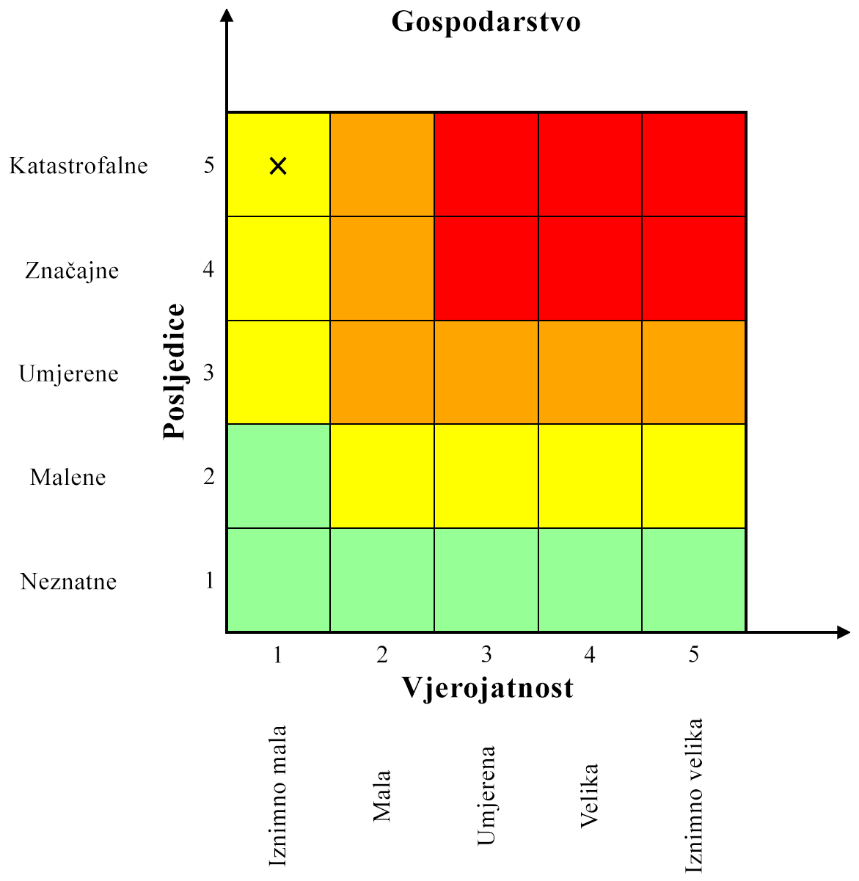 Gospodarstvo
Katastrofalne 5
Značajne 4
Umjerene 3
Malene 2
Neznatne 1
Posljedice
1 2 3 4 5
Vjerojatnost
Iznimno mala
Mala
Umjerena
Velika
Iznimno velika